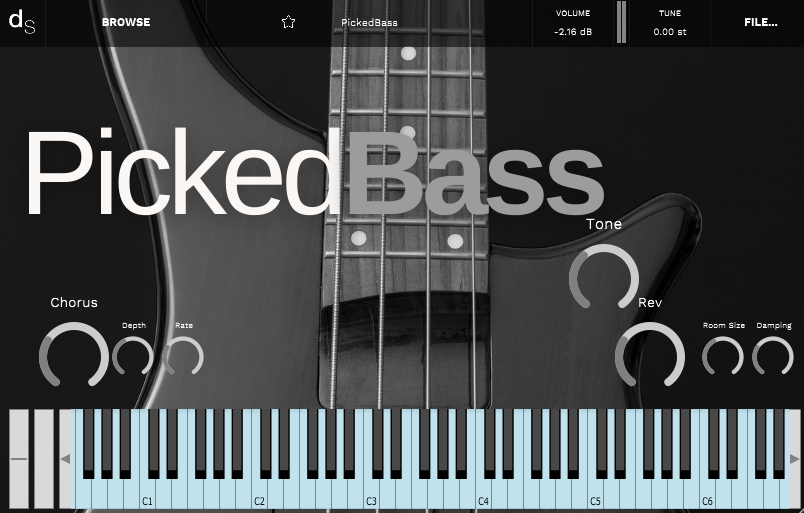 ds
BROWSE
PickedBass
VOLUME
-2.16 dB
TUNE
0.00 st
FILE...
PickedBass
Tone
Chorus
Depth
Rate
Rev
Room Size
Damping
C1 C2 C3 C4 C5 C6